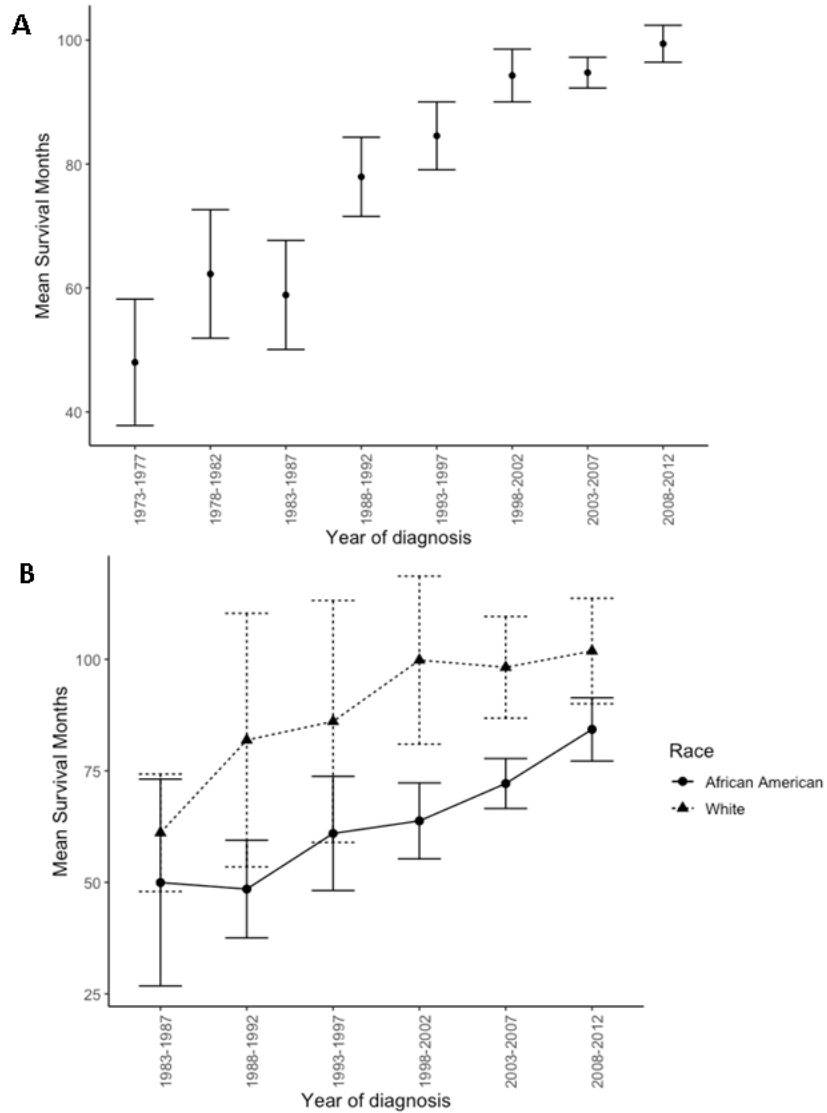 A
Mean Survival Months
100
80
60
40
1973-1977
1978-1982
1983-1987
1988-1992
1993-1997
1998-2002
2003-2007
2008-2012
Year of diagnosis
B
Mean Survival Months
100
75
50
25
1983-1987
1988-1992
1993-1997
1998-2002
2003-2007
2008-2012
Year of diagnosis
Race
African American
White